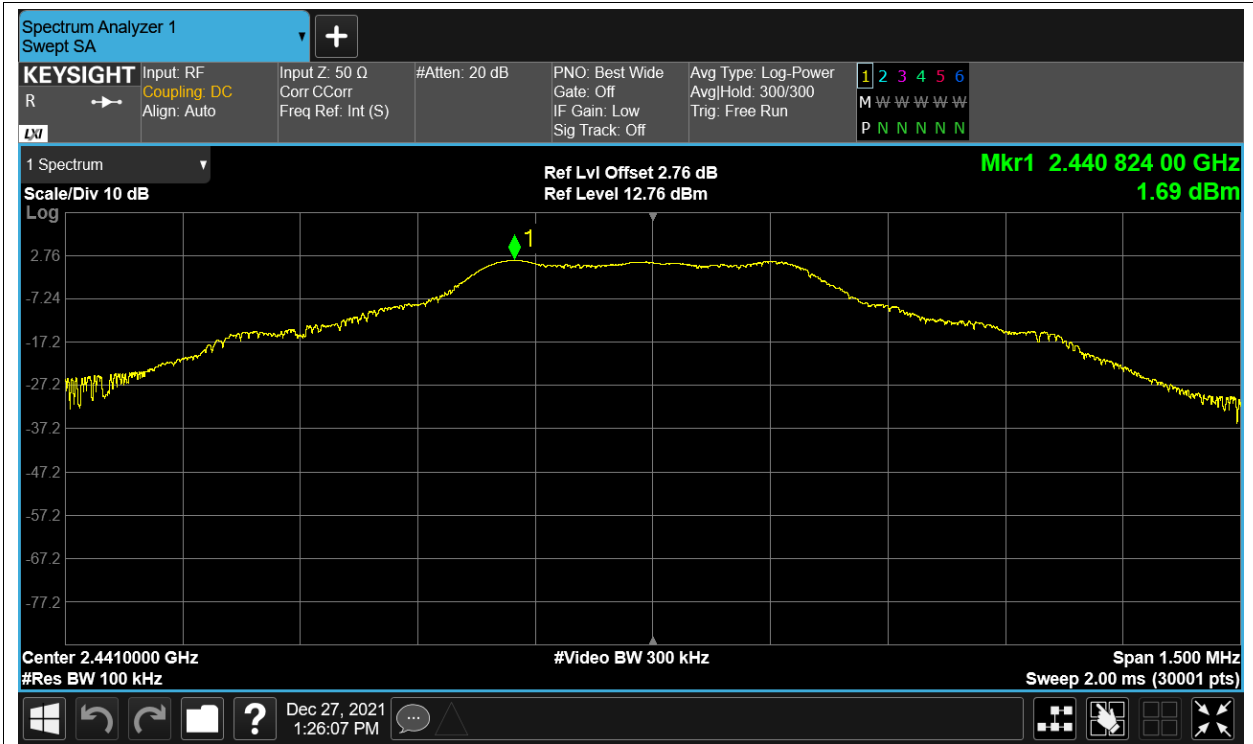 Spectrum Analyzer 1
Swept SA
KEYSIGHT
R
LXI
Input: RF
Coupling: DC
Align: Auto
Input Z: 50 Ω
Corr CCorr
Freq Ref: Int (S)
#Atten: 20 dB
PNO: Best Wide
Gate: Off
IF Gain: Low
Sig Track: Off
Avg Type: Log-Power
Avg|Hold: 300/300
Trig: Free Run
1 2 3 4 5 6
M W W W W W
P N N N N N
1 Spectrum
Scale/Div 10 dB
Log
Ref Lvl Offset 2.76 dB
Ref Level 12.76 dBm
Mkr1 2.440 824 00 GHz
1.69 dBm
1
2.76
-7.24
-17.2
-27.2
-37.2
-47.2
-57.2
-67.2
-77.2
Center 2.4410000 GHz
#Res BW 100 kHz
#Video BW 300 kHz
Span 1.500 MHz
Sweep 2.00 ms (30001 pts)
?
Dec 27, 2021
1:26:07 PM